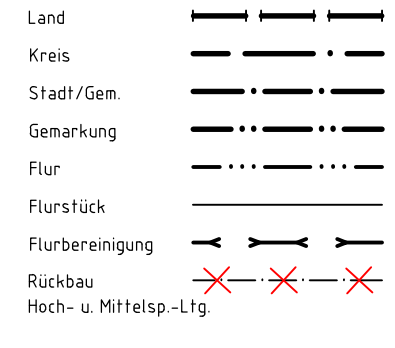 Land
Kreis
Stadt/Gem.
Gemarkung
Flur
Flurstück
Flurbereinigung
Rückbau
Hoch- u. Mittelsp.-Ltg.